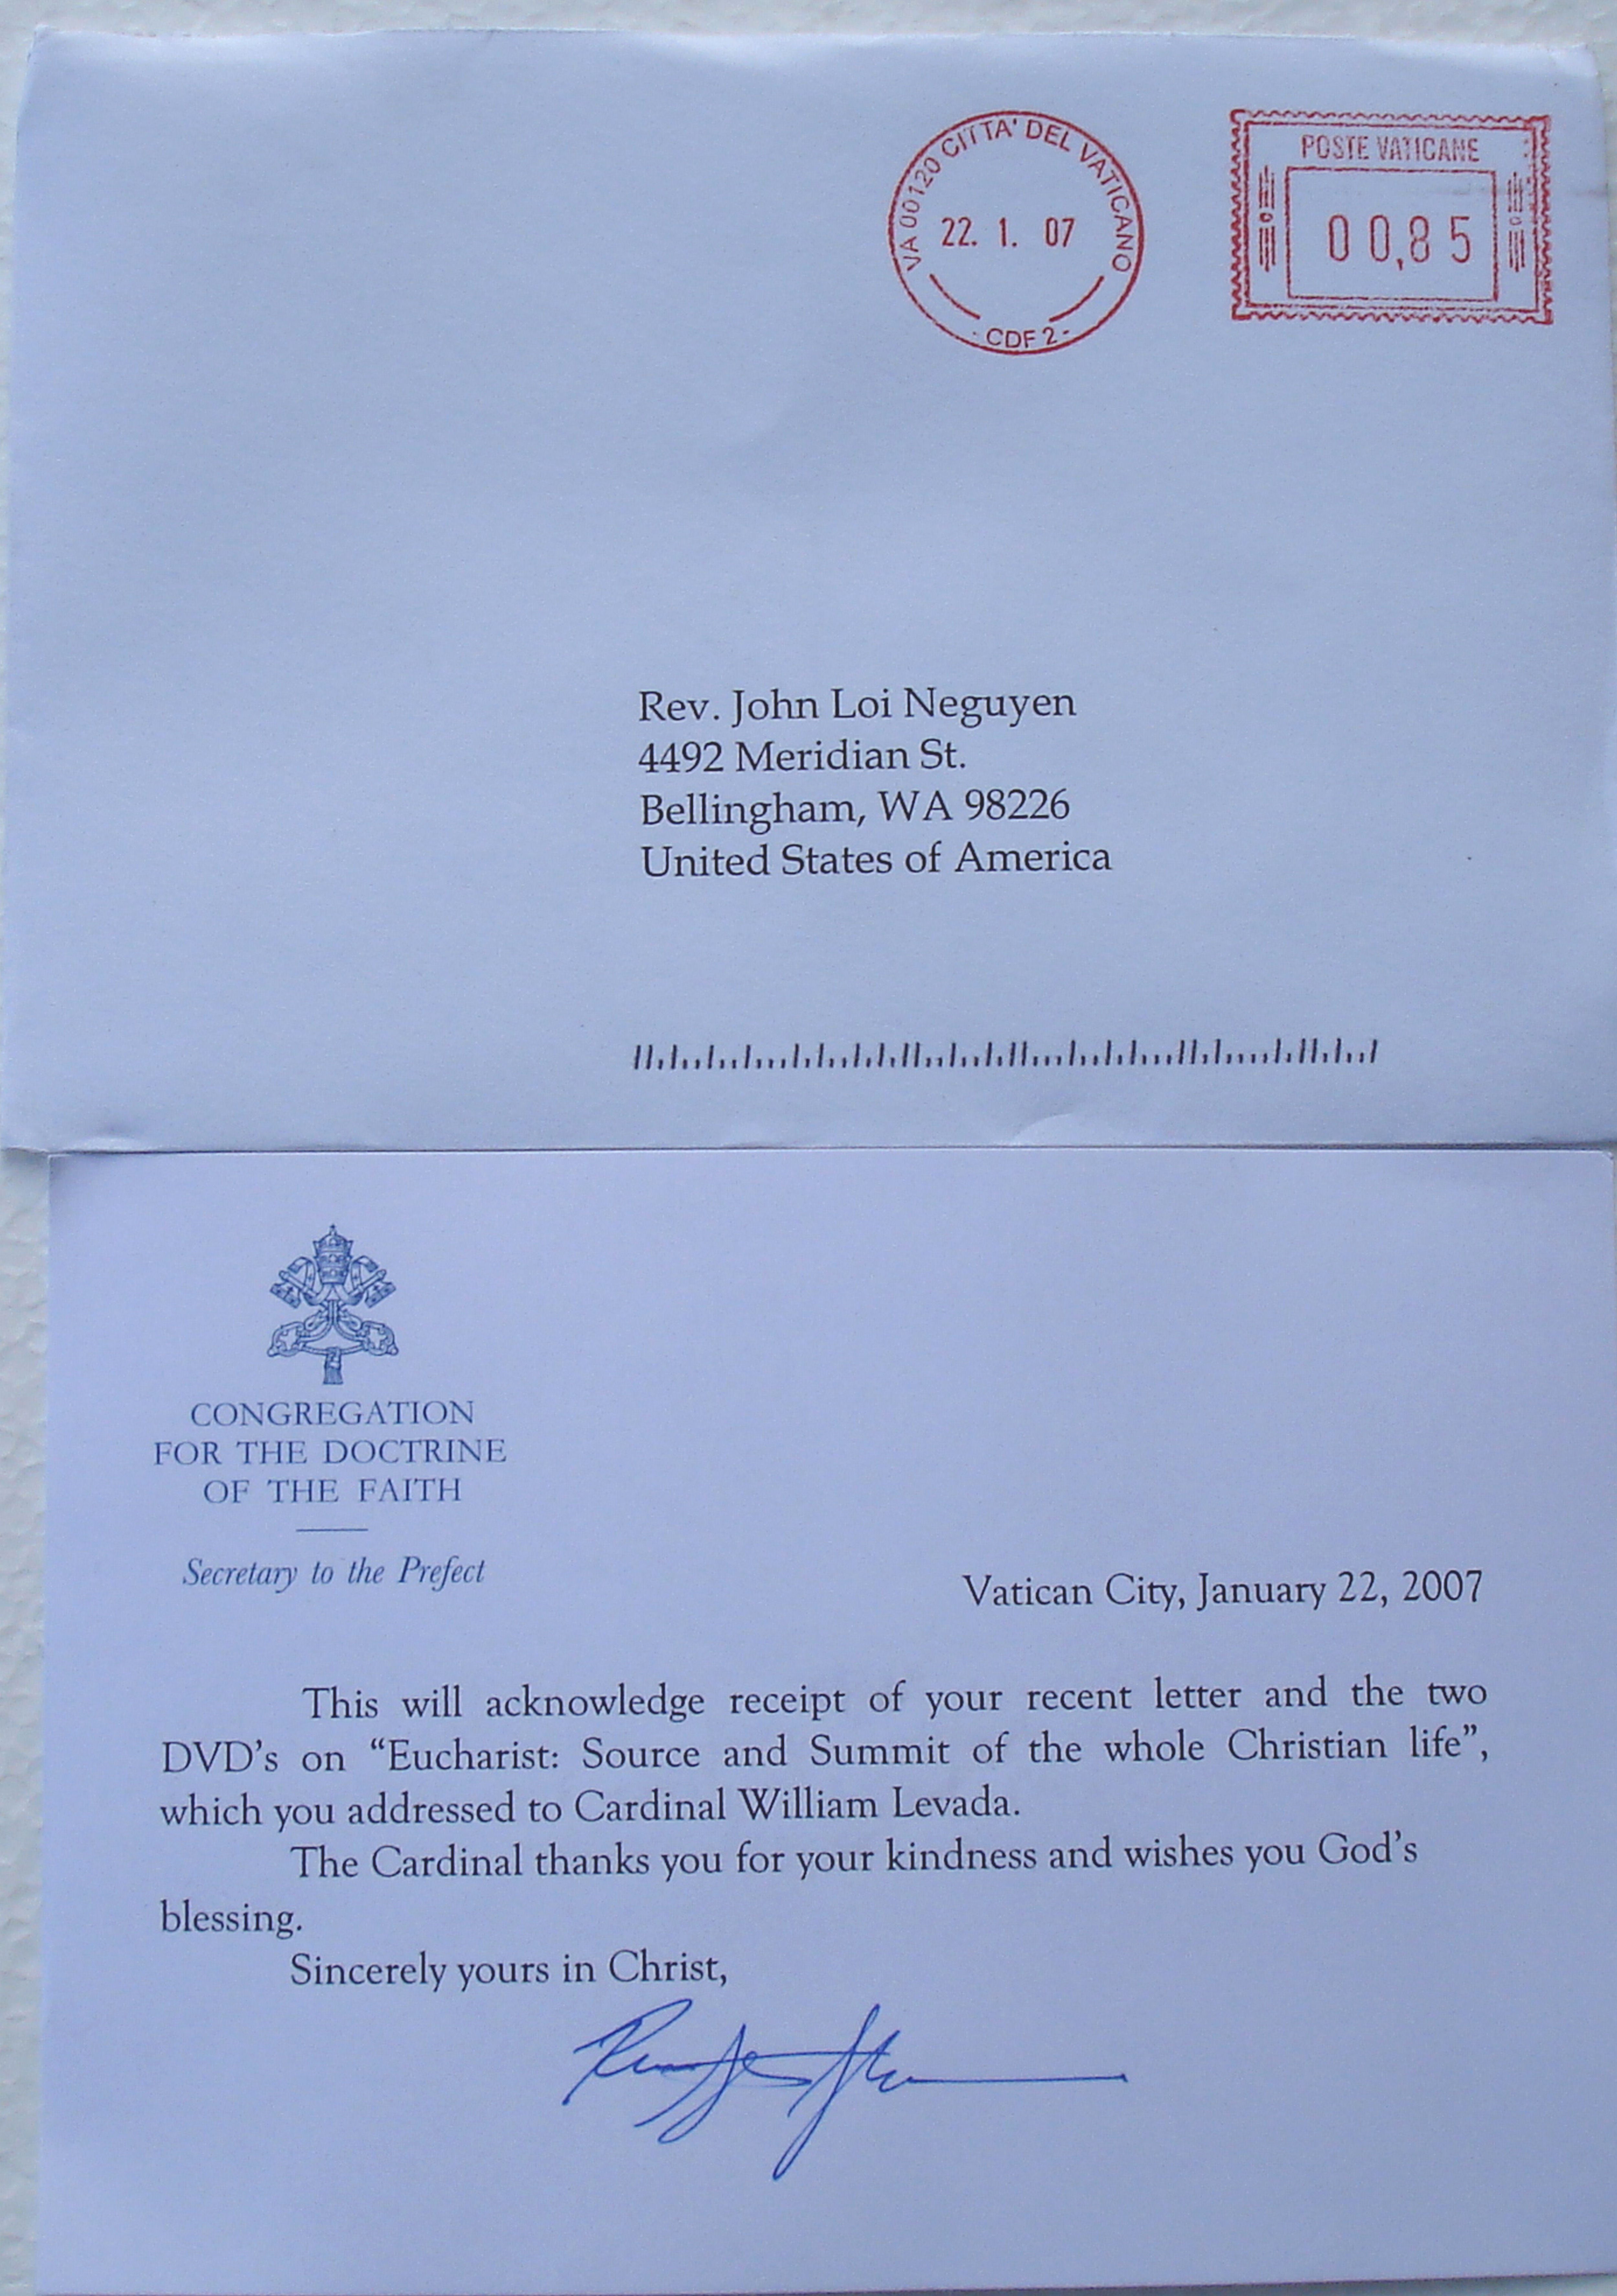 VA 00120 CITTA' DEL VATICANO
22. 1. 07
- CDF 2 -
POSTE VATICANE
00,85
Rev. John Loi Neguyen
4492 Meridian St.
Bellingham, WA 98226
United States of America
CONGREGATION
FOR THE DOCTRINE
OF THE FAITH
Secretary to the Prefect
Vatican City, January 22, 2007
This will acknowledge receipt of your recent letter and the two
DVD's on “Eucharist: Source and Summit of the whole Christian life”,
which you addressed to Cardinal William Levada.
The Cardinal thanks you for your kindness and wishes you God's
blessing.
Sincerely yours in Christ,